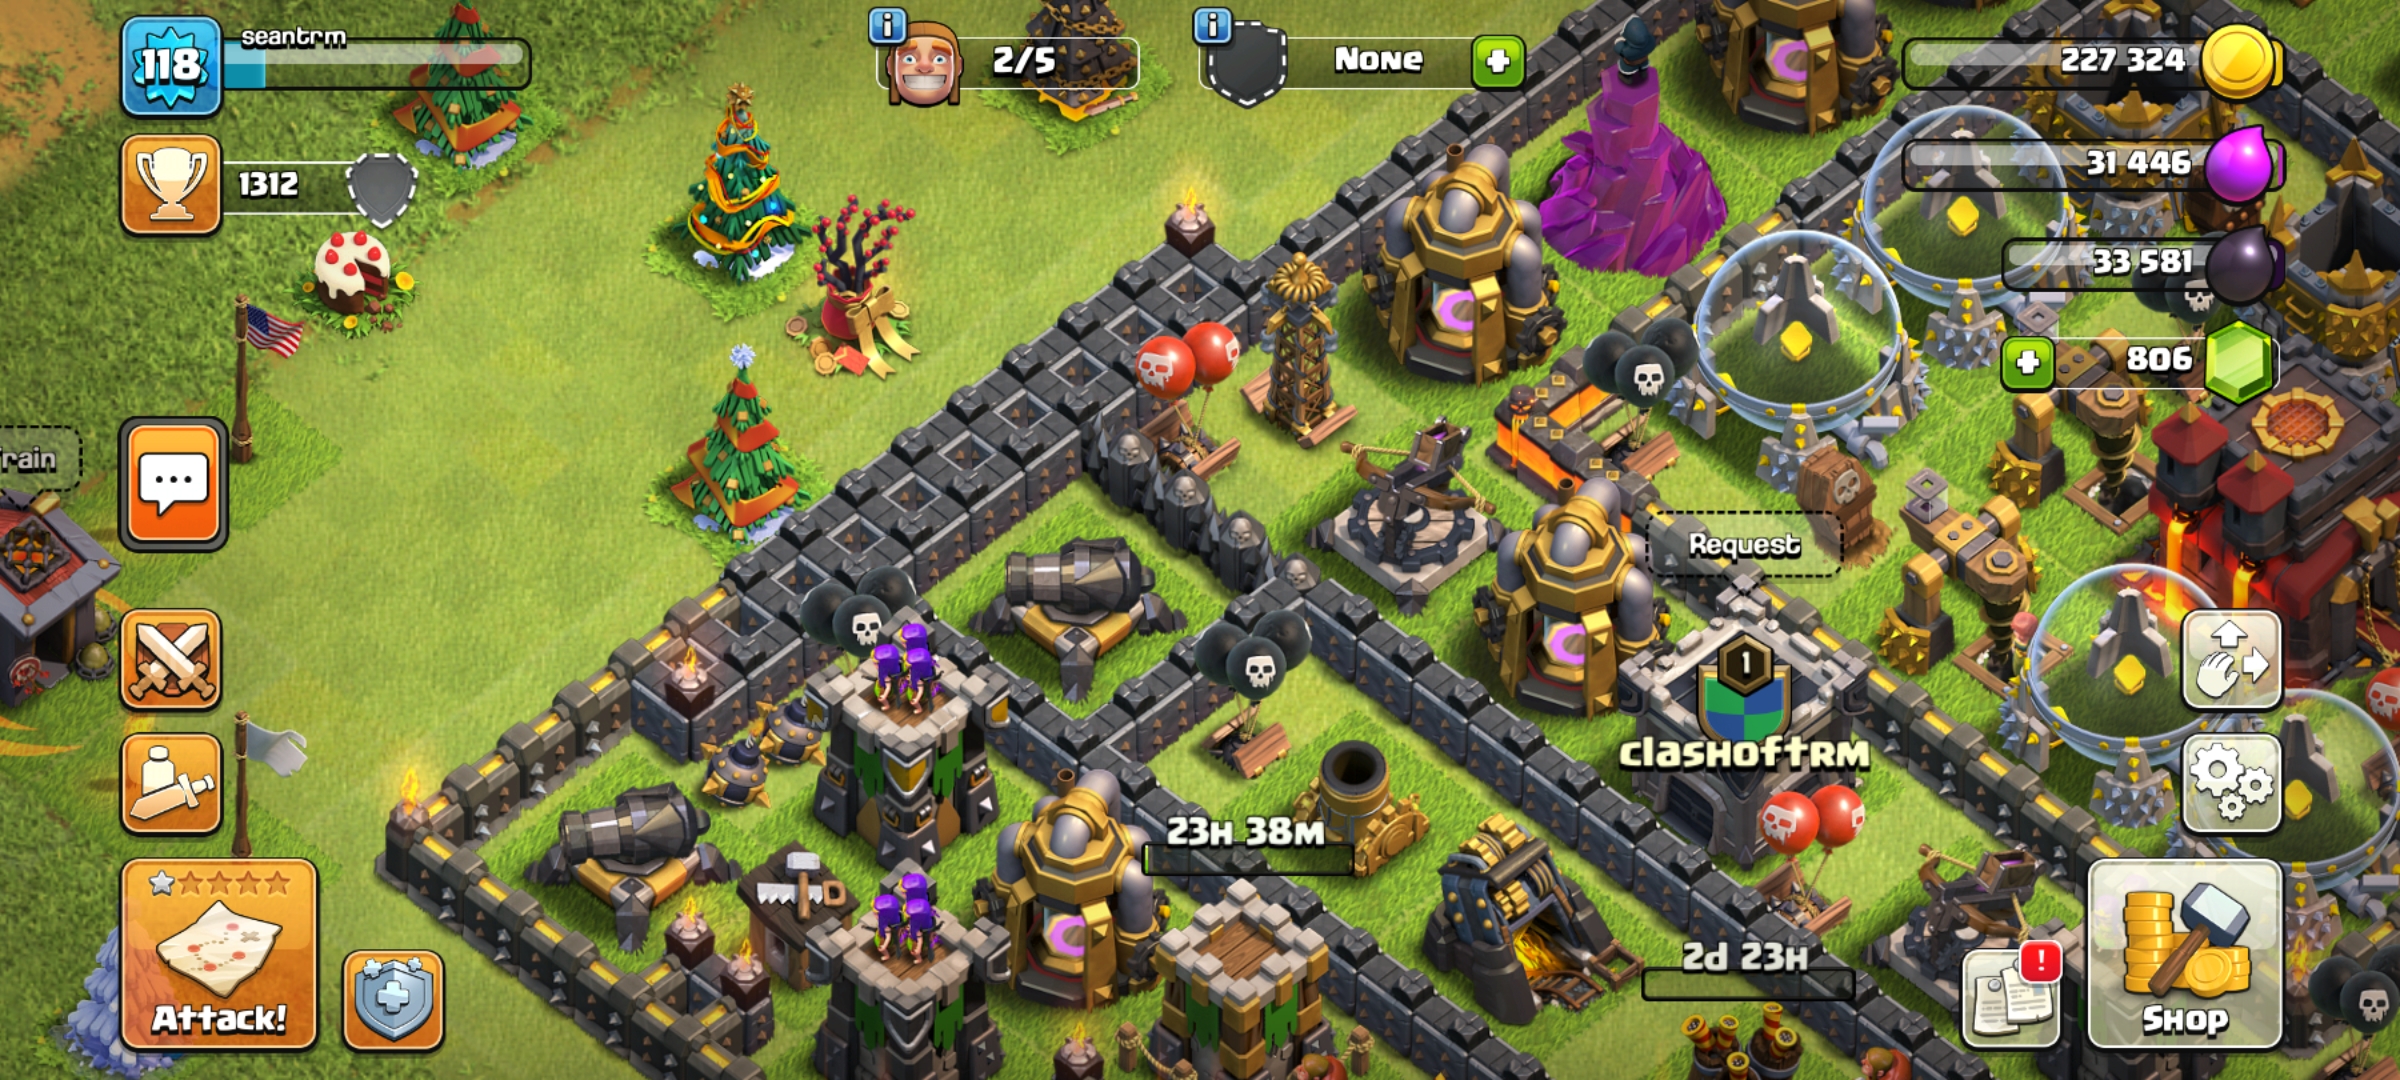 118
seantrm
2/5
None
227 324
1312
31 446
33 581
806
rain
Request
1
clashoftRM
23H 38M
2d 23H
!
Attack!
Shop